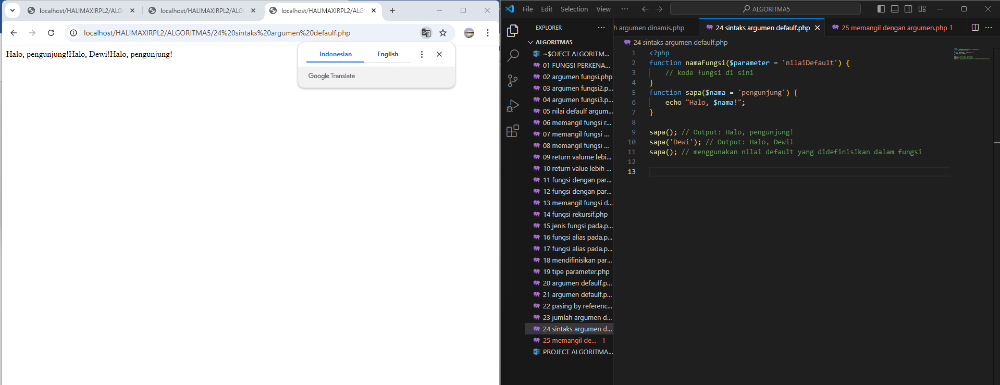 localhost/HALIMAXIRPL2/ALGO
localhost/HALIMAXIRPL2/ALGO
localhost/HALIMAXIRPL2/ALG
localhost/HALIMAXIRPL2/ALGORITMA5/24%20sintaks%20argumen%20defaulf.php
Halo, pengunjung!Halo, Dewi!Halo, pengunjung!
Indonesian
English
Google Translate
File Edit Selection View ···
ALGORITMA5
EXPLORER ···
ALGORITMA5
~$OJECT ALGORITM...
01 FUNGSI PERKENA...
02 argumen fungsi.php
03 argumen fungsi2.p...
04 argumen fungsi3.p...
05 nilai defaulf argum...
06 memangil fungsi r...
07 memangil fungsi ...
08 memangil fungsi ...
09 return valume lebi...
10 return value lebih ...
11 fungsi dengan par...
12 fungsi dengan par...
13 memangil fungsi d...
14 fungsi rekursif.php
15 jenis fungsi pada.p...
16 fungsi alias pada.p...
17 fungsi alias pada.p...
18 mendifinisikan par...
19 tipe parameter.php
20 argumen defaulf.p...
21 argumen defaulf.p...
22 pasing by referenc...
23 jumlah argumen d...
24 sintaks argumen d...
25 memangil de... 1
PROJECT ALGORITMA...
h argumen dinamis.php
24 sintaks argumen defaulf.php
25 memangil dengan argumen.php 1
24 sintaks argumen defaulf.php
1 <?php
2 function namaFungsi($parameter = 'nilaiDefault') {
3 // kode fungsi di sini
4 }
5 function sapa($nama = 'pengunjung') {
6 echo "Halo, $nama!";
7 }
8
9 sapa(); // Output: Halo, pengunjung!
10 sapa('Dewi'); // Output: Halo, Dewi!
11 sapa(); // menggunakan nilai default yang didefinisikan dalam fungsi
12
13